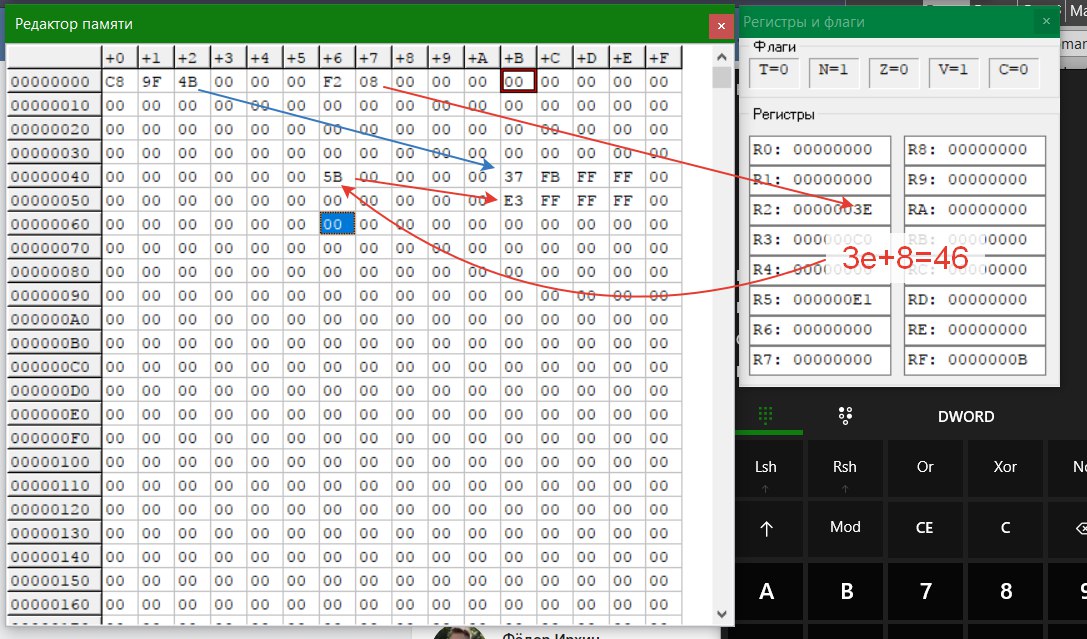 Редактор памяти
+0 +1 +2 +3 +4 +5 +6 +7 +8 +9 +A +B +C +D +E +F
00000000 C8 9F 4B 00 00 00 F2 08 00 00 00 00 00 00 00 00
00000010 00 00 00 00 00 00 00 00 00 00 00 00 00 00 00 00
00000020 00 00 00 00 00 00 00 00 00 00 00 00 00 00 00 00
00000030 00 00 00 00 00 00 00 00 00 00 00 00 00 00 00 00
00000040 00 00 00 00 00 00 5B 00 00 00 00 37 FB FF FF 00
00000050 00 00 00 00 00 00 00 00 00 00 00 E3 FF FF FF 00
00000060 00 00 00 00 00 00 00 00 00 00 00 00 00 00 00 00
00000070 00 00 00 00 00 00 00 00 00 00 00 00 00 00 00 00
00000080 00 00 00 00 00 00 00 00 00 00 00 00 00 00 00 00
00000090 00 00 00 00 00 00 00 00 00 00 00 00 00 00 00 00
000000A0 00 00 00 00 00 00 00 00 00 00 00 00 00 00 00 00
000000B0 00 00 00 00 00 00 00 00 00 00 00 00 00 00 00 00
000000C0 00 00 00 00 00 00 00 00 00 00 00 00 00 00 00 00
000000D0 00 00 00 00 00 00 00 00 00 00 00 00 00 00 00 00
000000E0 00 00 00 00 00 00 00 00 00 00 00 00 00 00 00 00
000000F0 00 00 00 00 00 00 00 00 00 00 00 00 00 00 00 00
00000100 00 00 00 00 00 00 00 00 00 00 00 00 00 00 00 00
00000110 00 00 00 00 00 00 00 00 00 00 00 00 00 00 00 00
00000120 00 00 00 00 00 00 00 00 00 00 00 00 00 00 00 00
00000130 00 00 00 00 00 00 00 00 00 00 00 00 00 00 00 00
00000140 00 00 00 00 00 00 00 00 00 00 00 00 00 00 00 00
00000150 00 00 00 00 00 00 00 00 00 00 00 00 00 00 00 00
00000160 00 00 00 00 00 00 00 00 00 00 00 00 00 00 00 00
Регистры и флаги
Флаги
T=0 N=1 Z=0 V=1 C=0
Регистры
R0: 00000000 R8: 00000000
R1: 00000000 R9: 00000000
R2: 0000003E RA: 00000000
R3: 000000C0 RB: 00000000
3e+8=46
R4: 00000000 RC: 00000000
R5: 000000E1 RD: 00000000
R6: 00000000 RE: 00000000
R7: 00000000 RF: 0000000B
DWORD
Lsh Rsh Or Xor
Mod CE C
A B 7 8